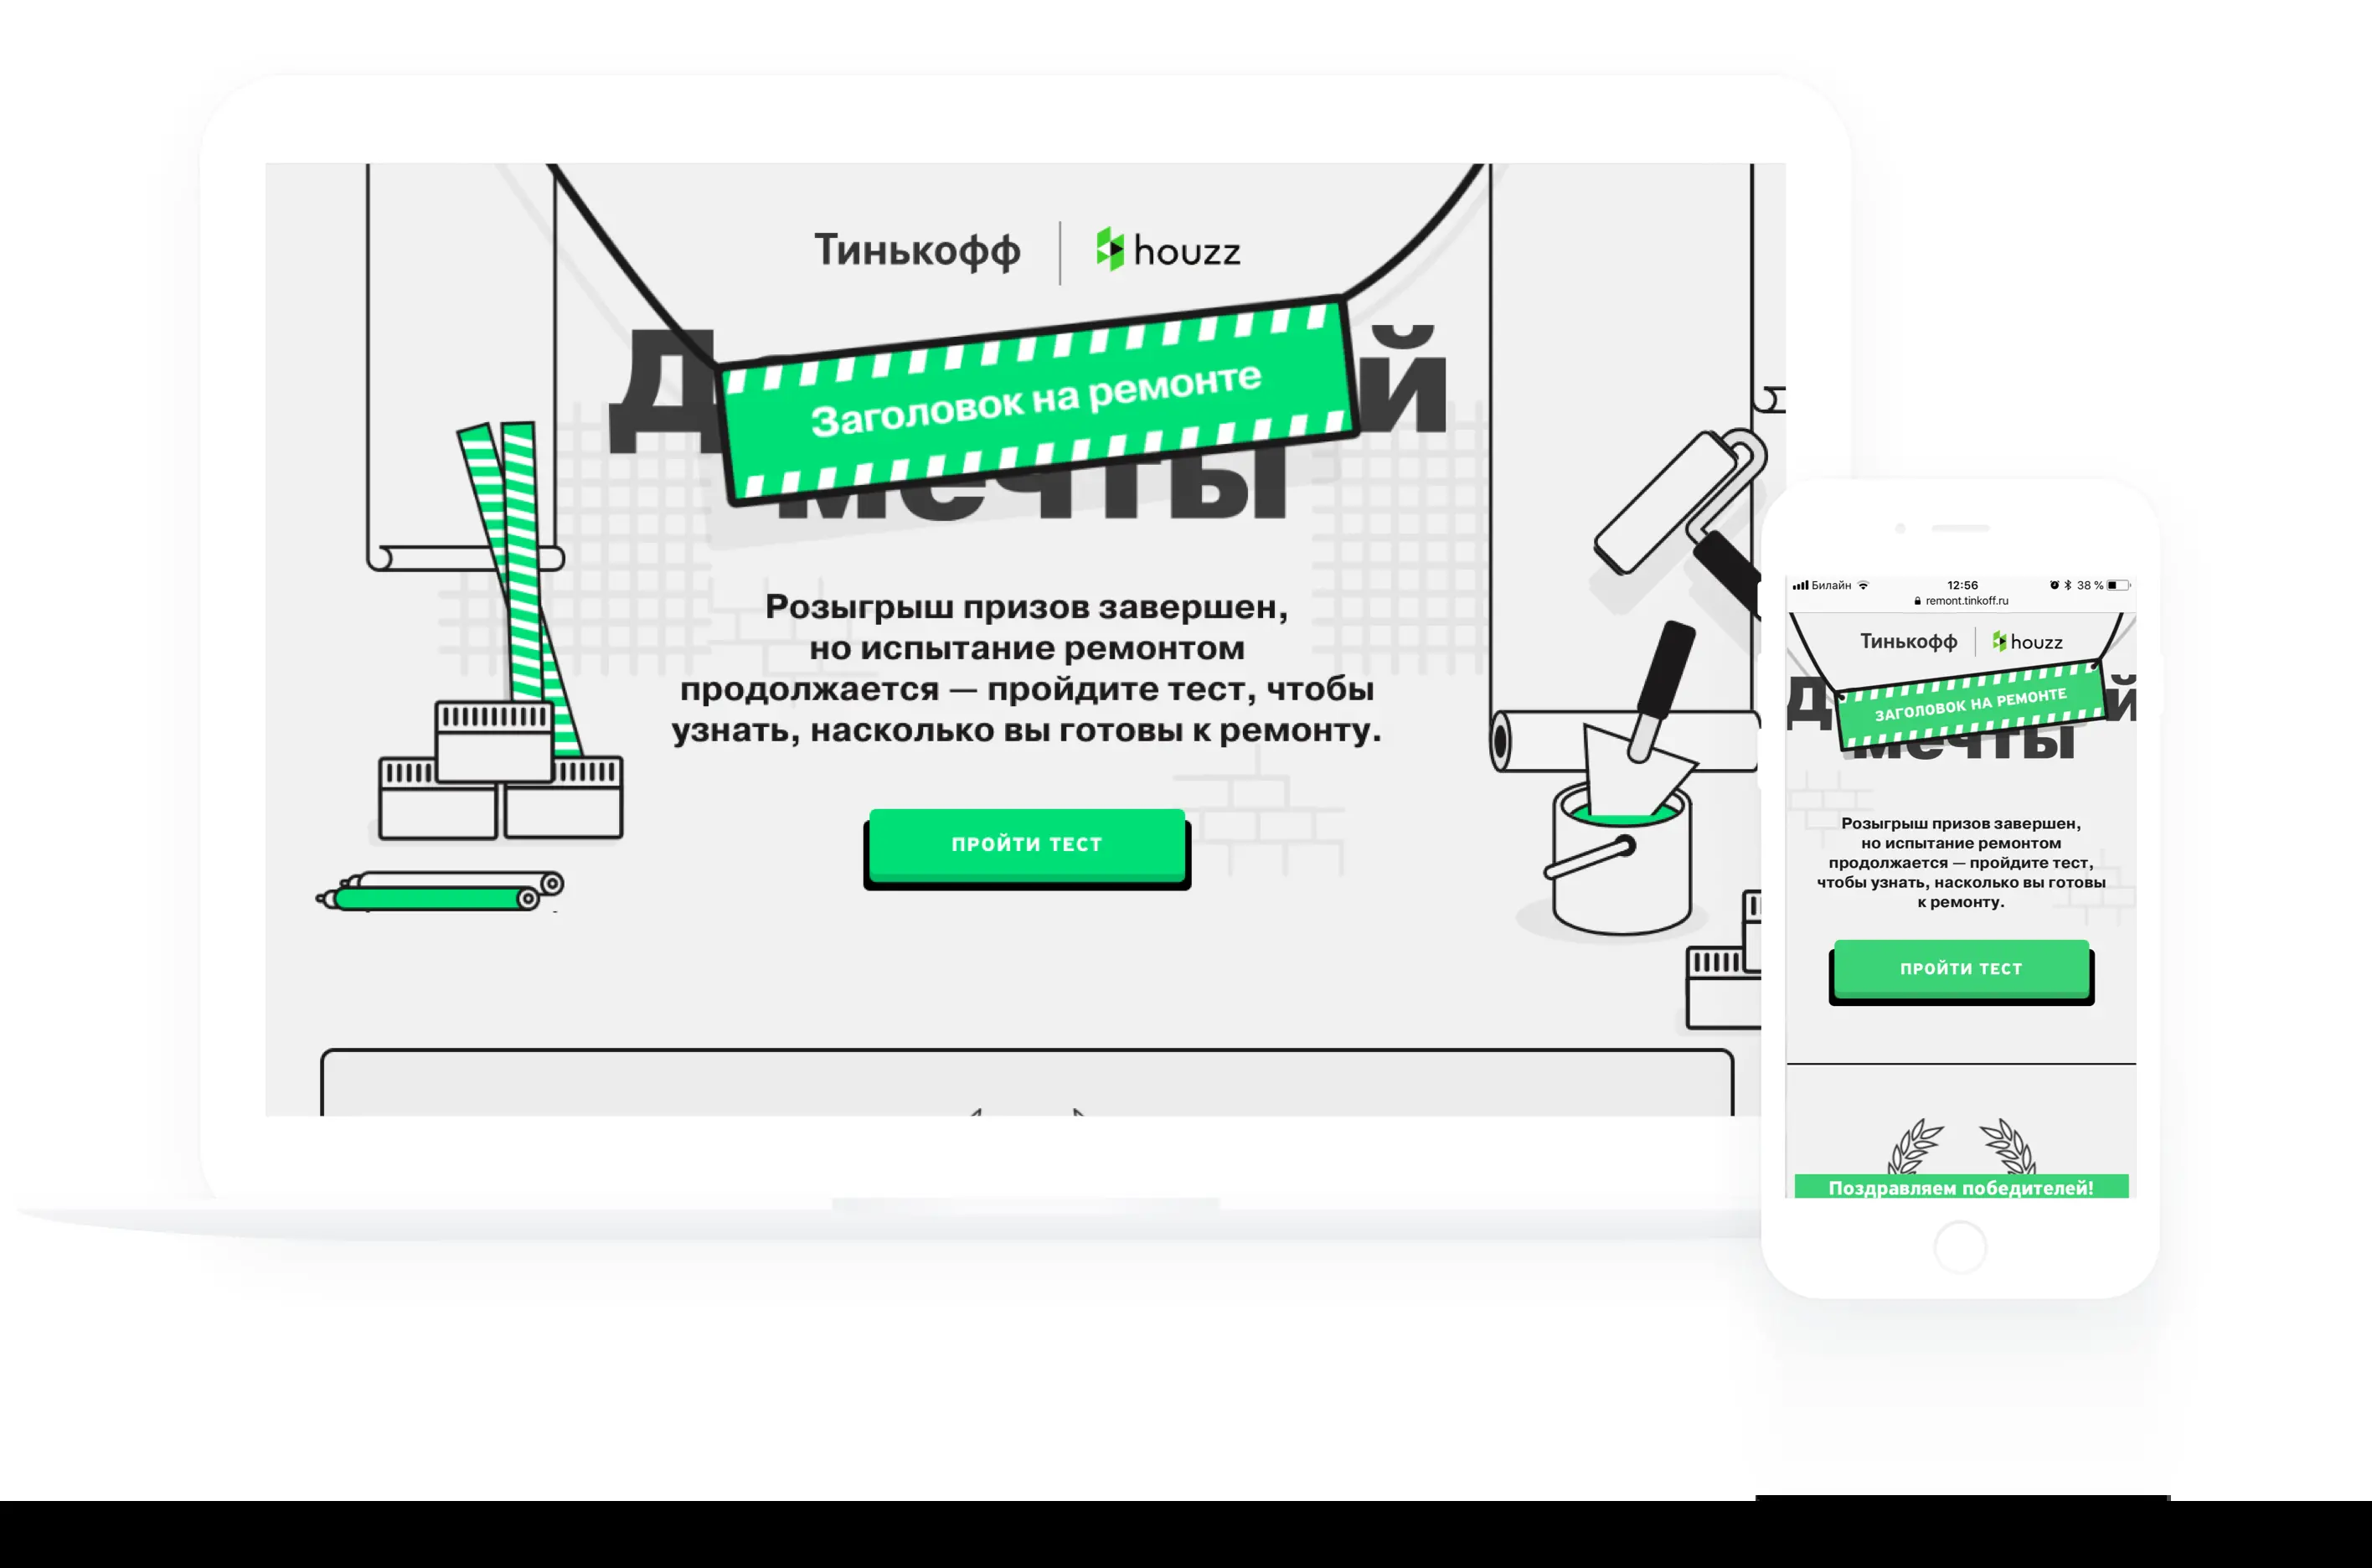 Тинькофф houzz
Заголовок на ремонте
мечты
Розыгрыш призов завершен,
но испытание ремонтом
продолжается — пройдите тест, чтобы
узнать, насколько вы готовы к ремонту.
ПРОЙТИ ТЕСТ
Билайн 12:56 38 %
remont.tinkoff.ru
Тинькофф houzz
ЗАГОЛОВОК НА РЕМОНТЕ
мечты
Розыгрыш призов завершен,
но испытание ремонтом
продолжается — пройдите тест,
чтобы узнать, насколько вы готовы
к ремонту.
ПРОЙТИ ТЕСТ
Поздравляем победителей!